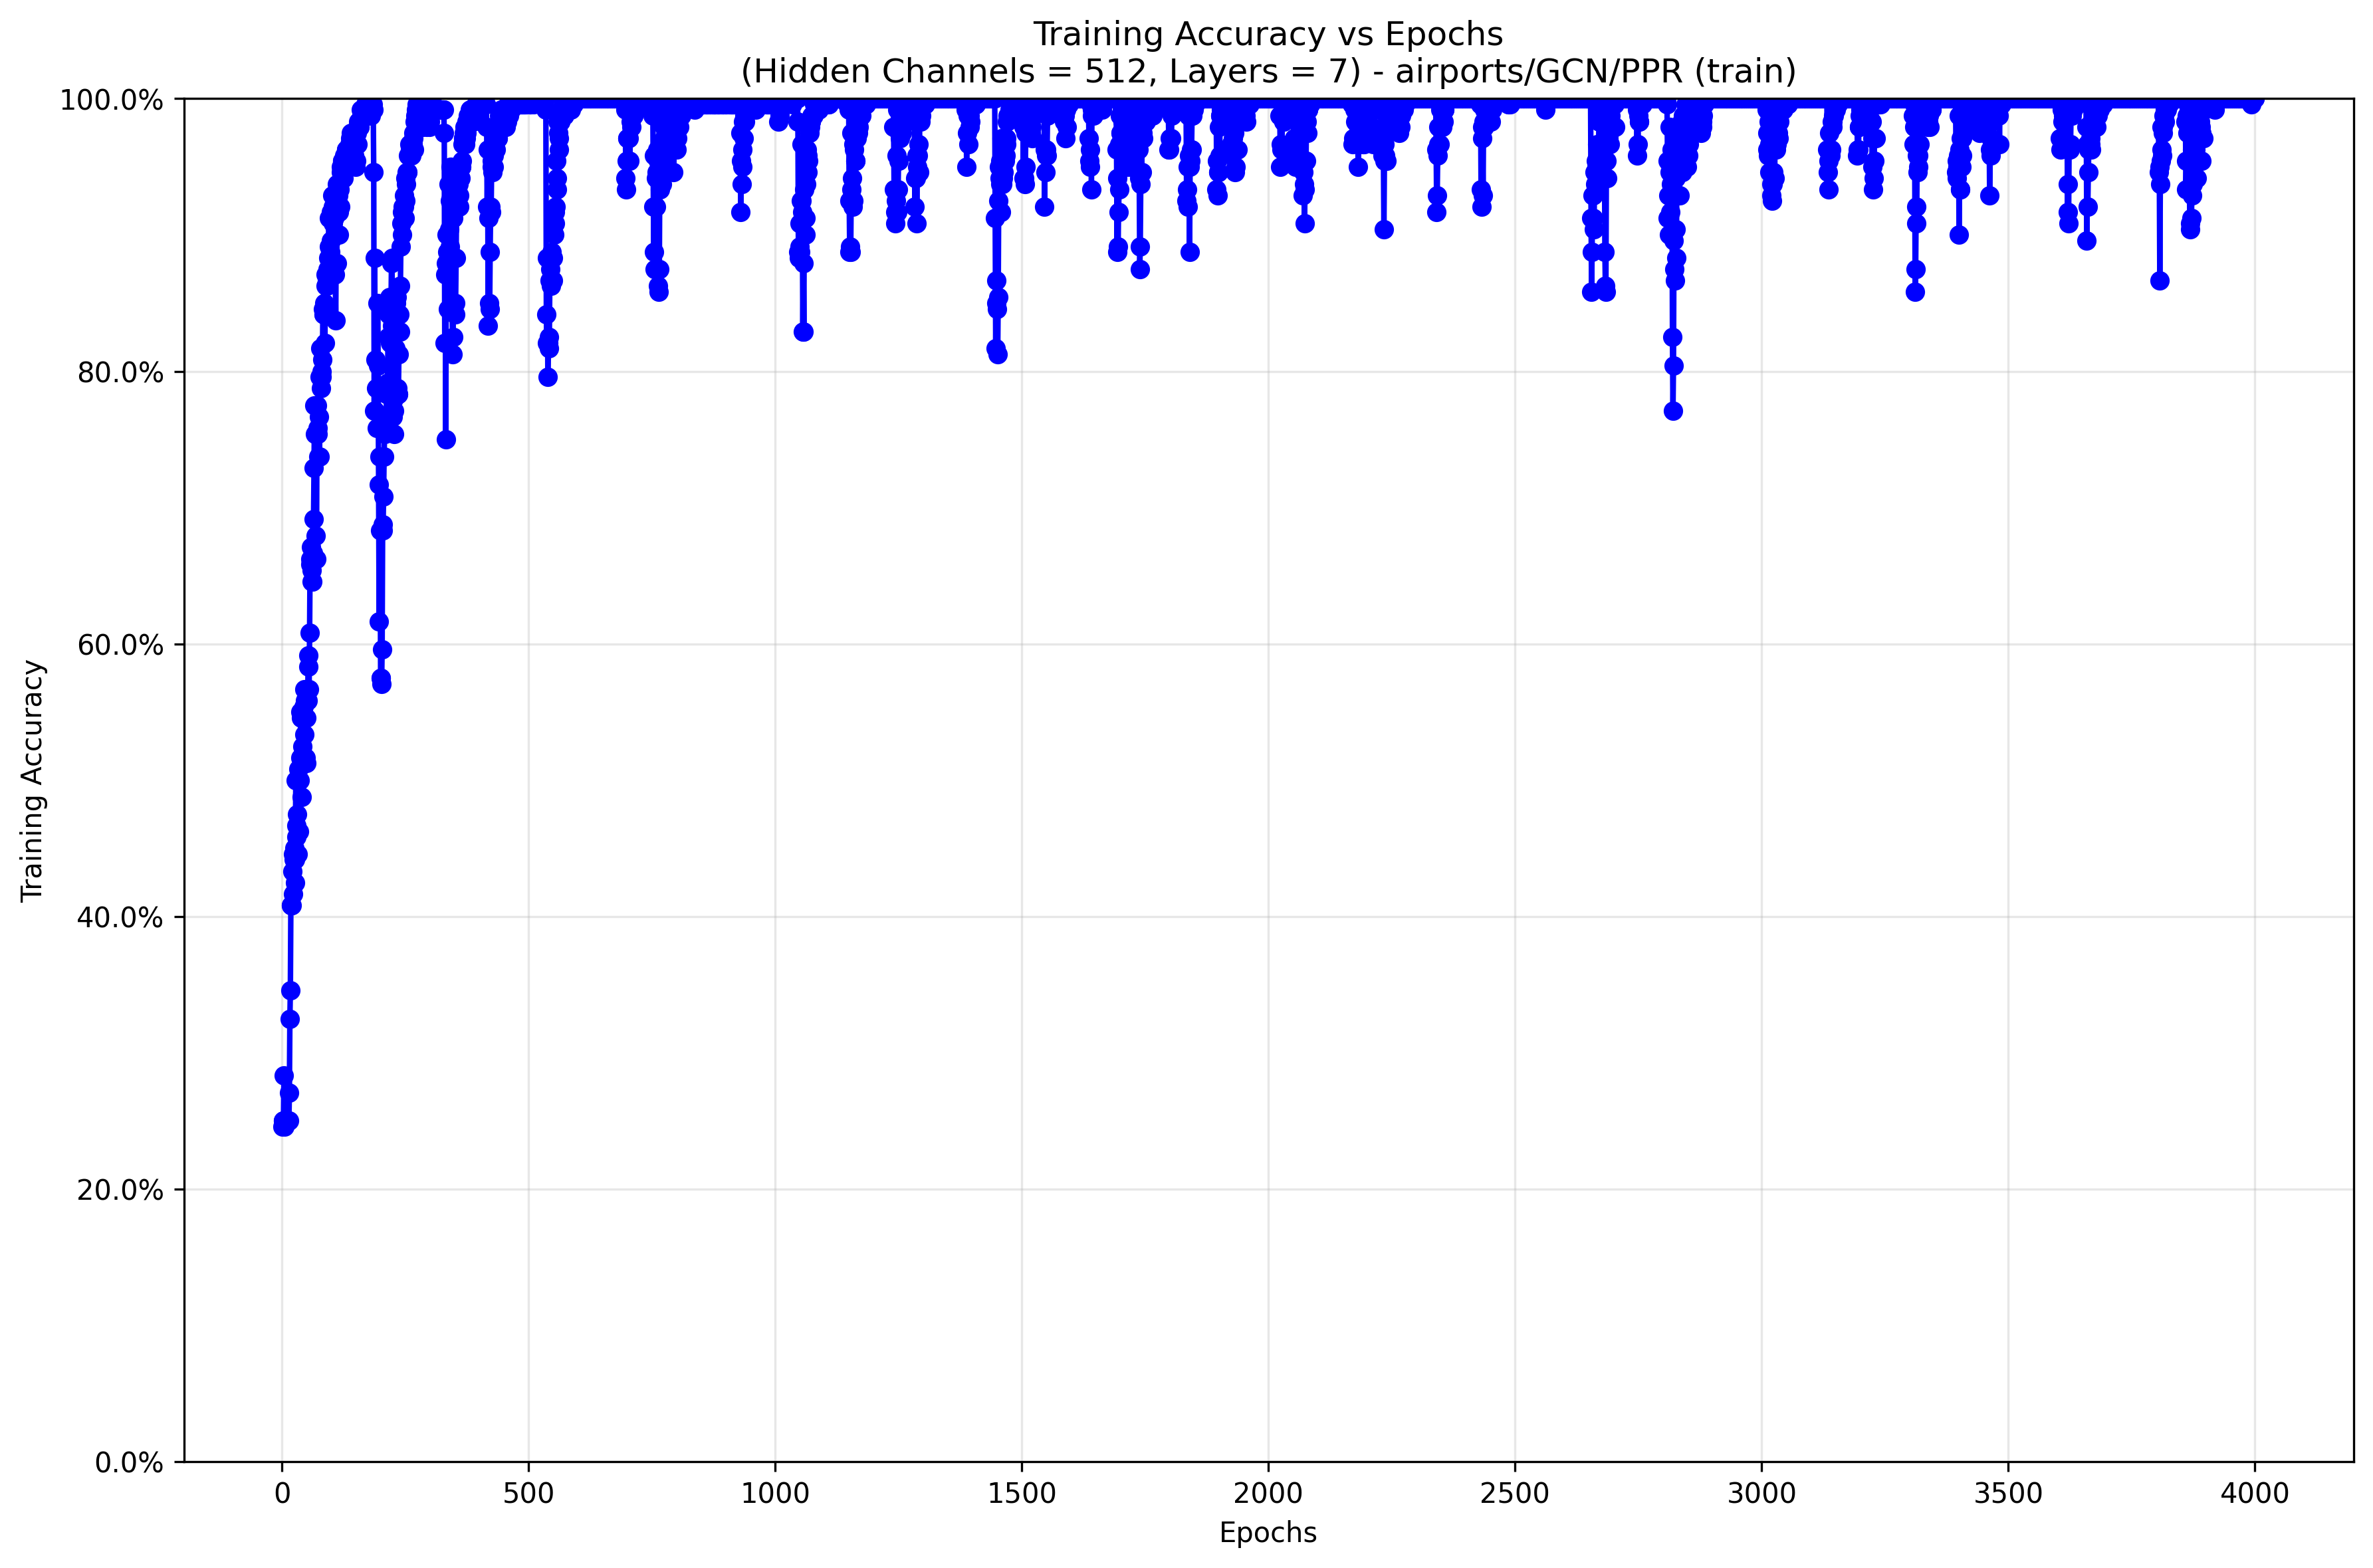 Training Accuracy vs Epochs
(Hidden Channels = 512, Layers = 7) - airports/GCN/PPR (train)
100.0%
80.0%
60.0%
40.0%
20.0%
0.0%
Training Accuracy
0 500 1000 1500 2000 2500 3000 3500 4000
Epochs